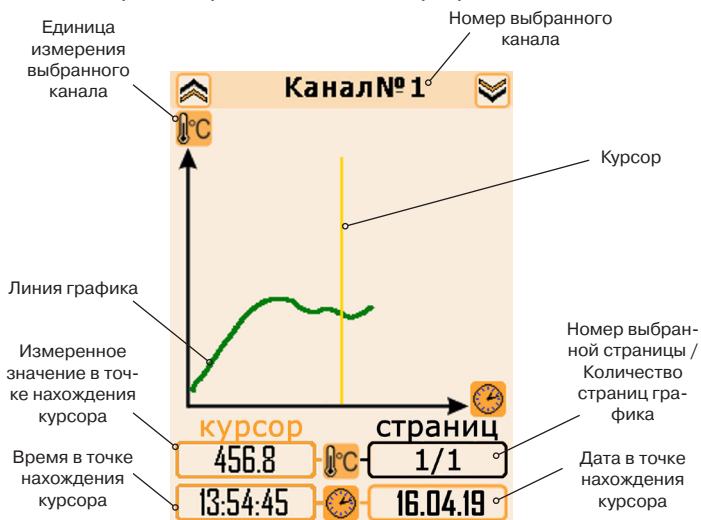 Единица
измерения
выбранного
канала
Номер выбранного
канала
Канал№1
°C
Курсор
Линия графика
Измеренное
значение в точ-
ке нахождения
курсора
Время в точке
нахождения
курсора
Номер выбран-
ной страницы /
Количество
страниц гра-
фика
Дата в точке
нахождения
курсора
курсор
страниц
456.8
°C
1/1
13:54:45
16.04.19